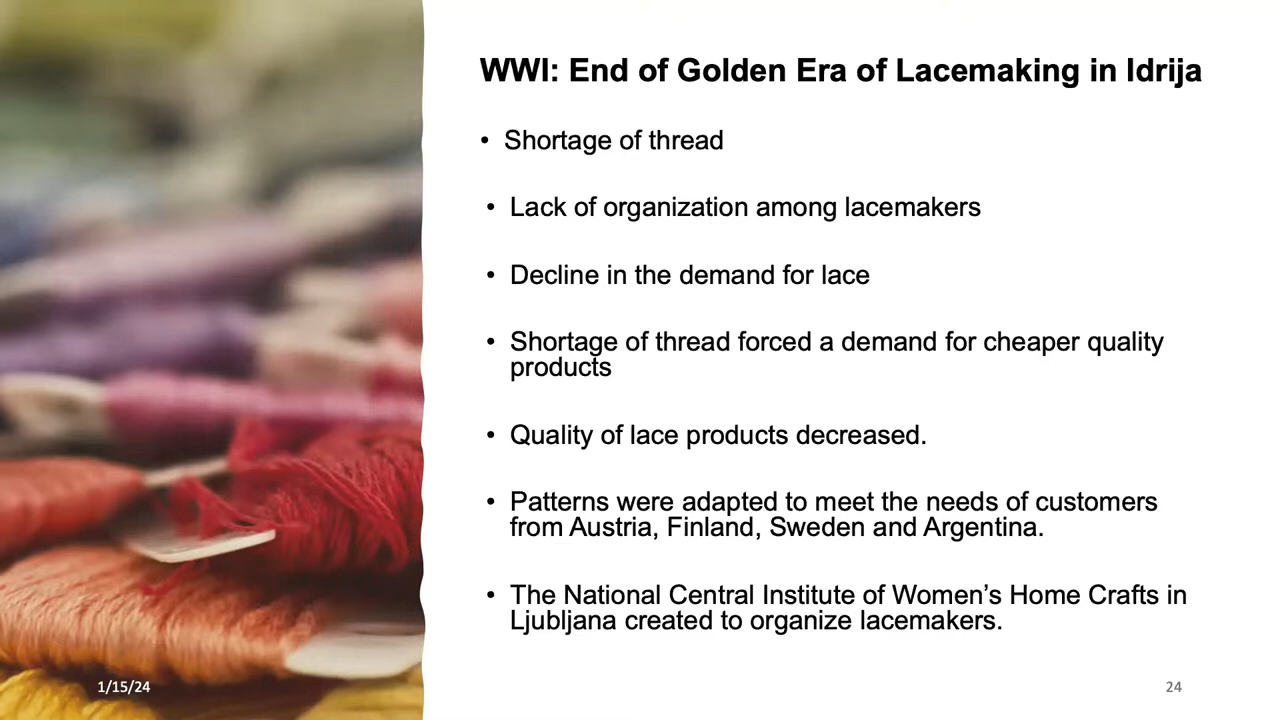 WWI: End of Golden Era of Lacemaking in Idrija
• Shortage of thread
• Lack of organization among lacemakers
• Decline in the demand for lace
• Shortage of thread forced a demand for cheaper quality
products
• Quality of lace products decreased.
• Patterns were adapted to meet the needs of customers
from Austria, Finland, Sweden and Argentina.
• The National Central Institute of Women’s Home Crafts in
Ljubljana created to organize lacemakers.
1/15/24
24